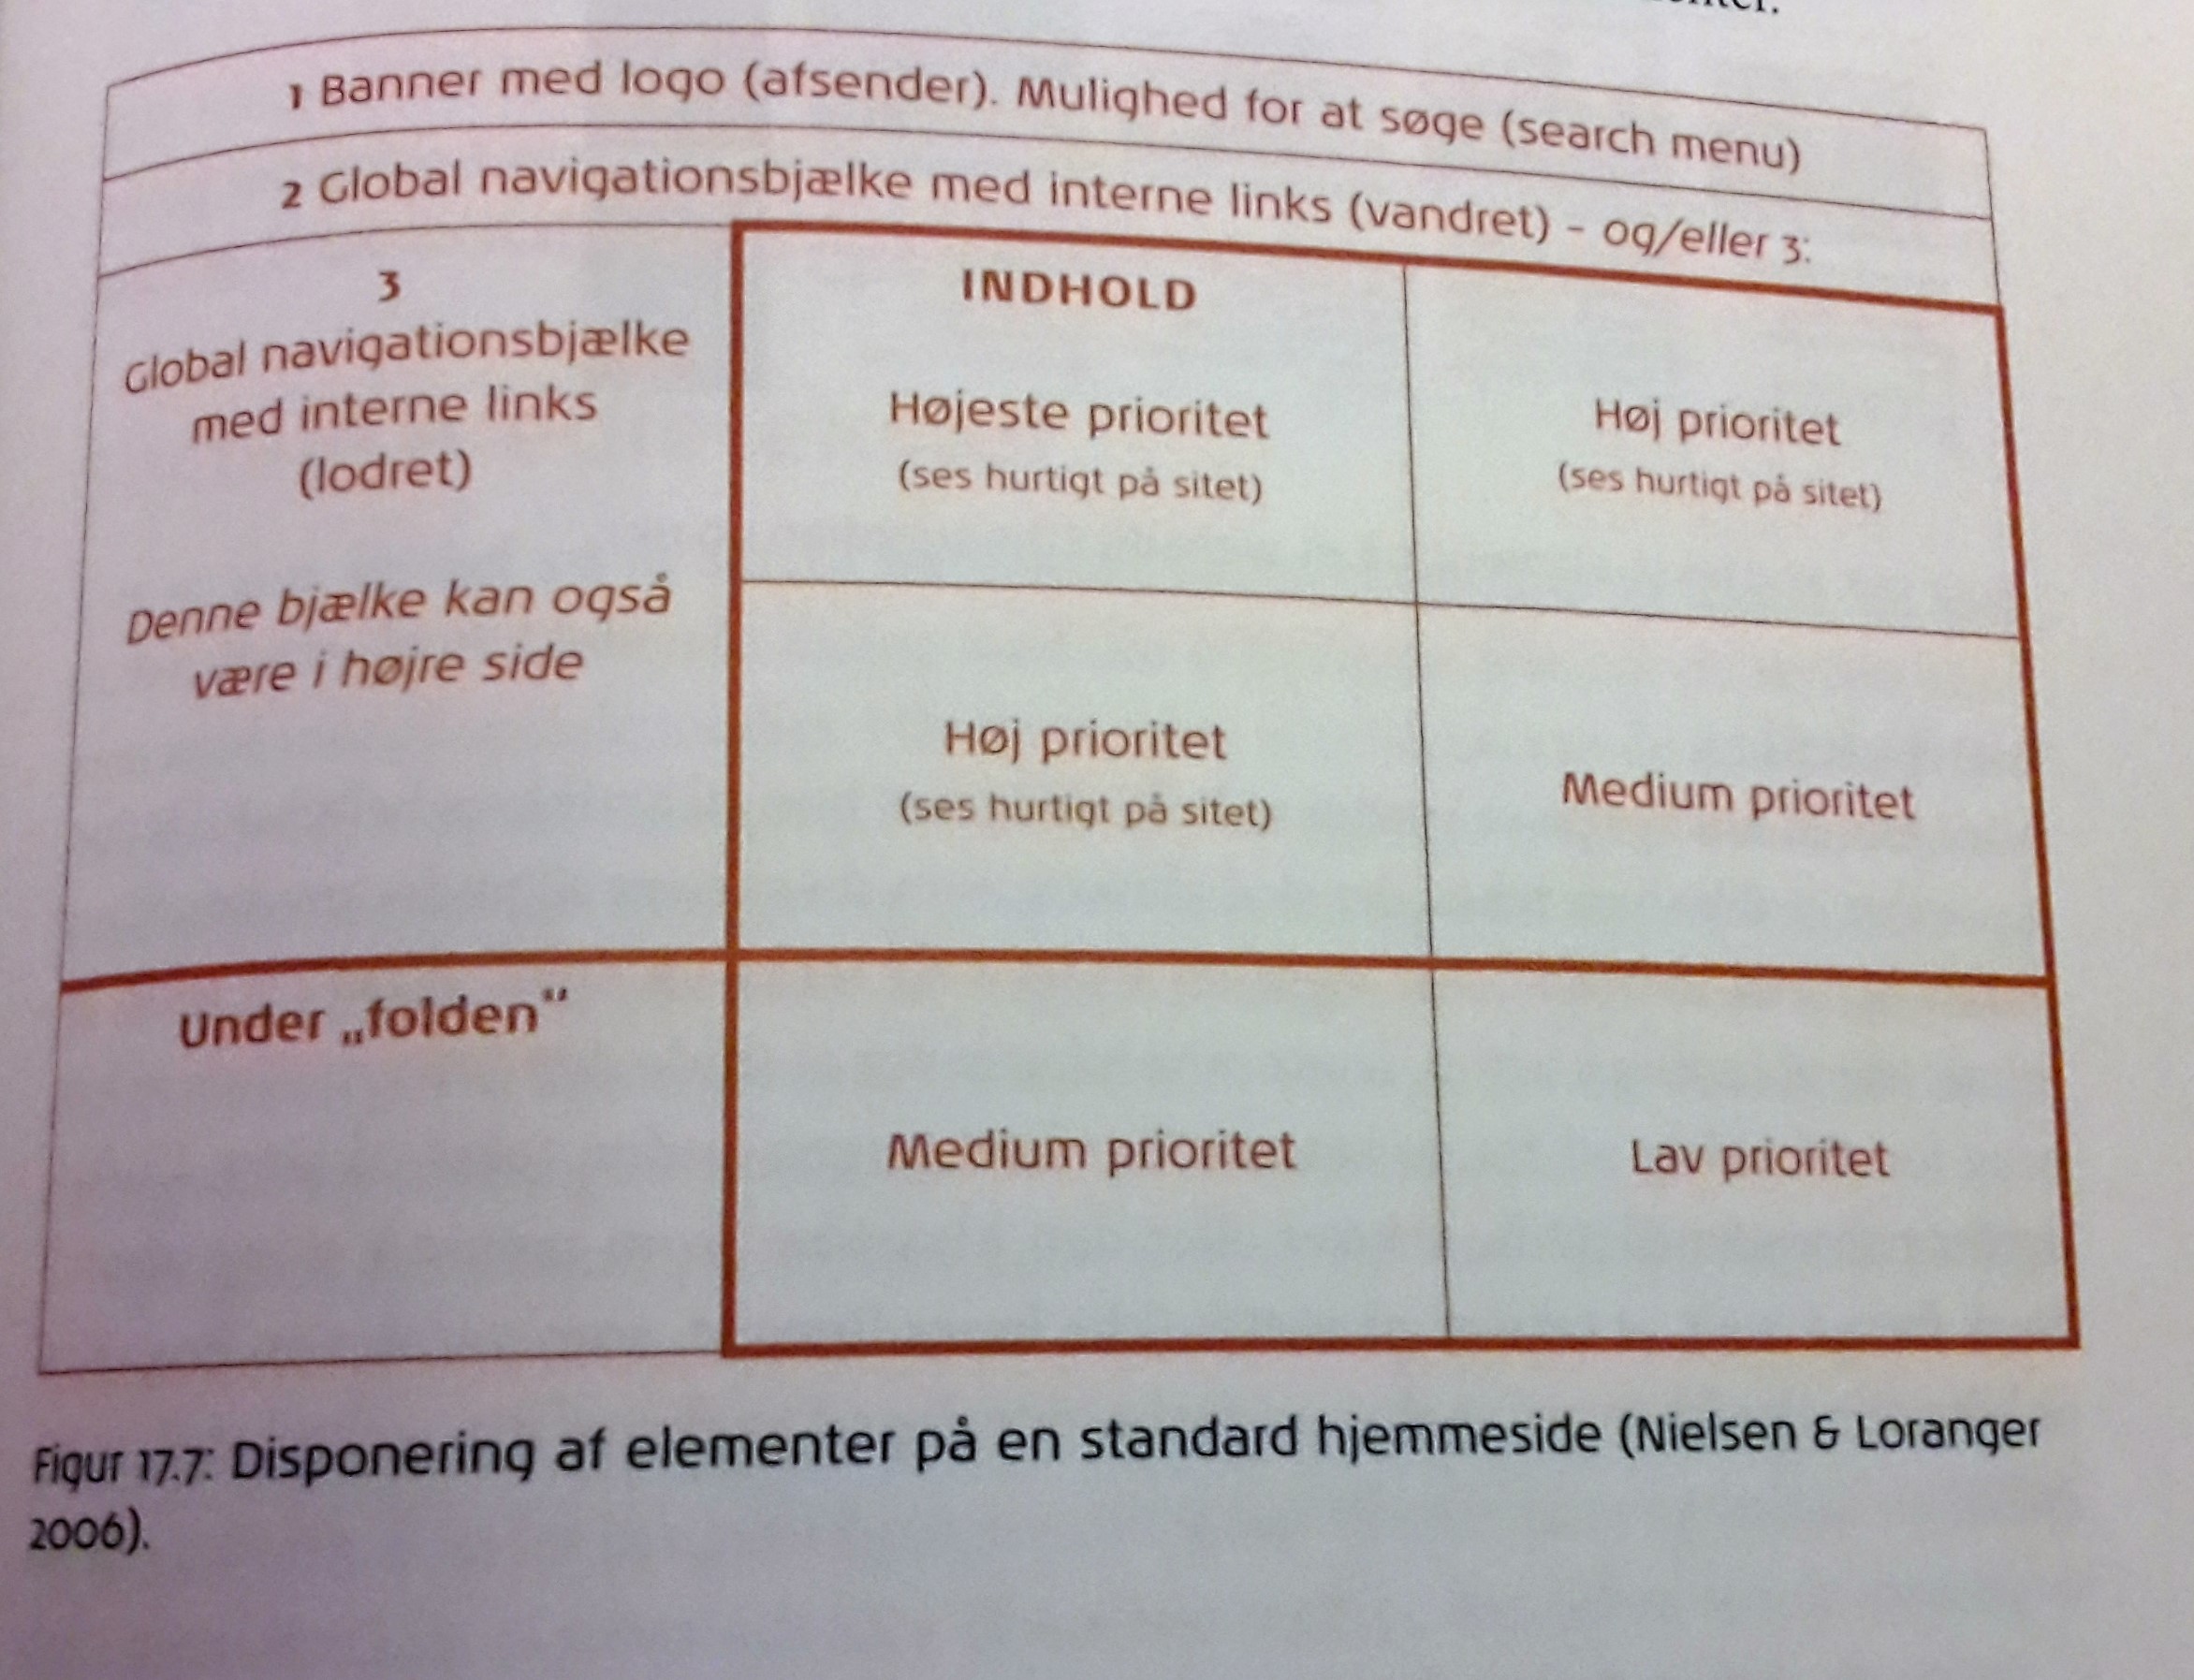 1 Banner med logo (afsender). Mulighed for at søge (search menu)
2 Global navigationsbjælke med interne links (vandret) – og/eller 3:
3
Global navigationsbjælke
med interne links
(lodret)
Denne bjælke kan også
være i højre side
INDHOLD
Højeste prioritet
(ses hurtigt på sitet)
Høj prioritet
(ses hurtigt på sitet)
Høj prioritet
(ses hurtigt på sitet)
Medium prioritet
Under „folden“
Medium prioritet
Lav prioritet
Figur 17.7: Disponering af elementer på en standard hjemmeside (Nielsen & Loranger
2006).